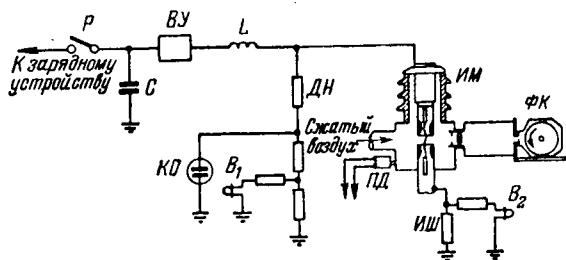 P
ВУ
L
К зарядному
устройству
C
ДН
ИМ
ФК
Сжатый
воздух
КО
В₁
ПД
В₂
ИШ